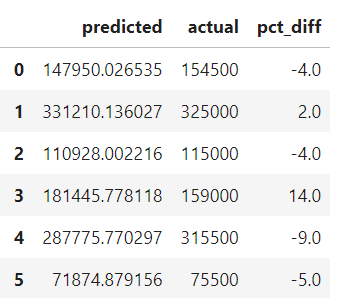 predicted actual pct_diff
0 147950.026535 154500 -4.0
1 331210.136027 325000 2.0
2 110928.002216 115000 -4.0
3 181445.778118 159000 14.0
4 287775.770297 315500 -9.0
5 71874.879156 75500 -5.0